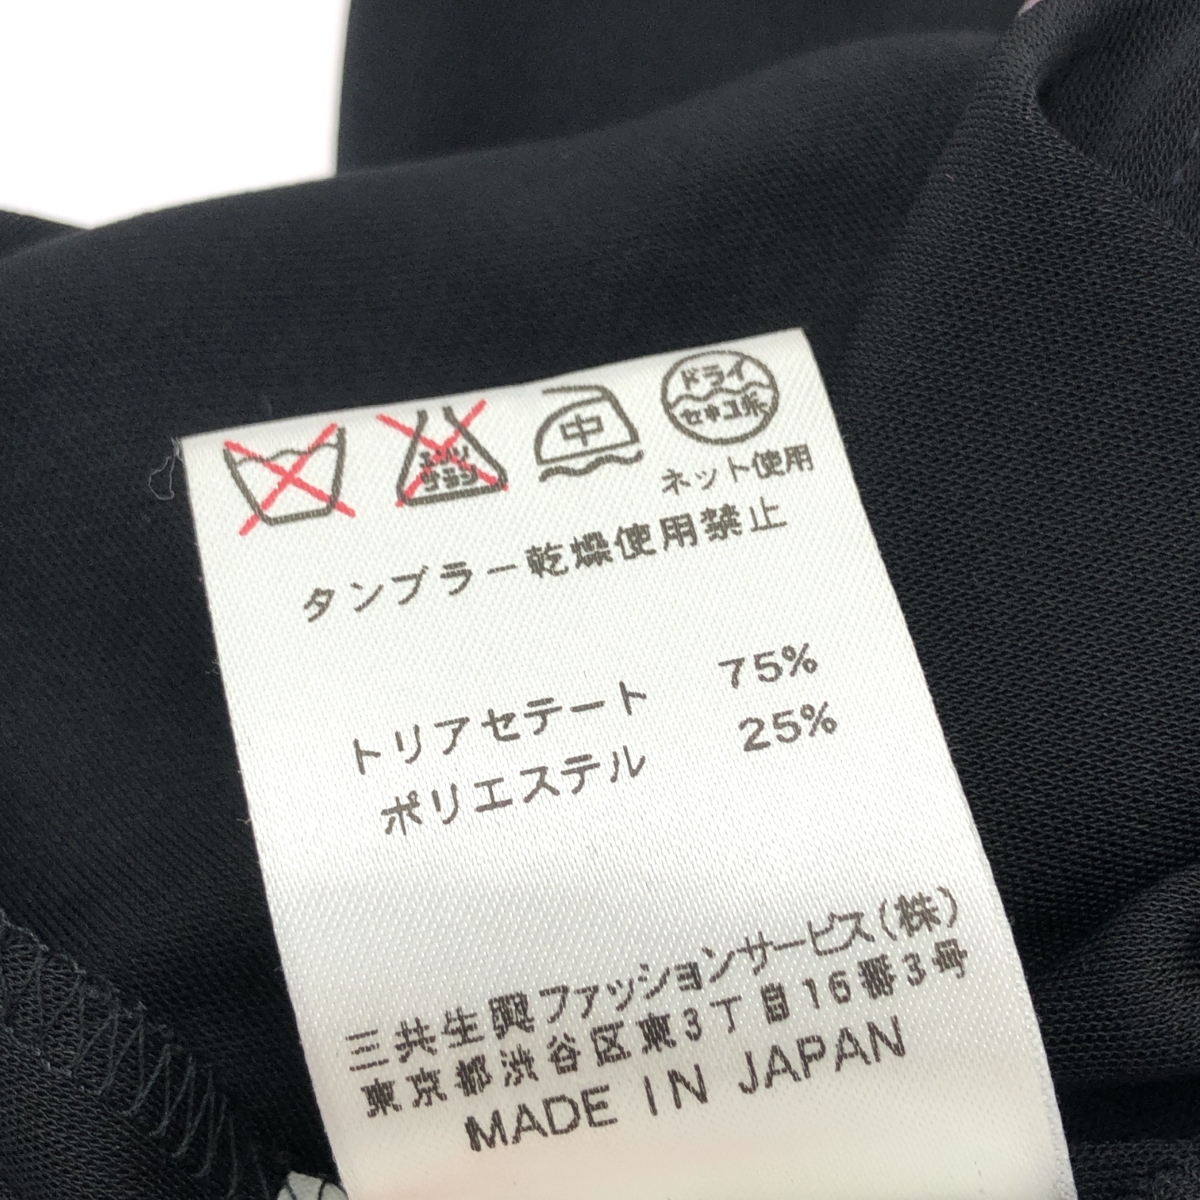 エンソ
サラシ
中
ドライ
セキユ系
ネット使用
タンブラー乾燥使用禁止
トリアセテート 75%
ポリエステル 25%
三共生興ファッションサービス(株)
東京都渋谷区東3丁目16番3号
MADE IN JAPAN